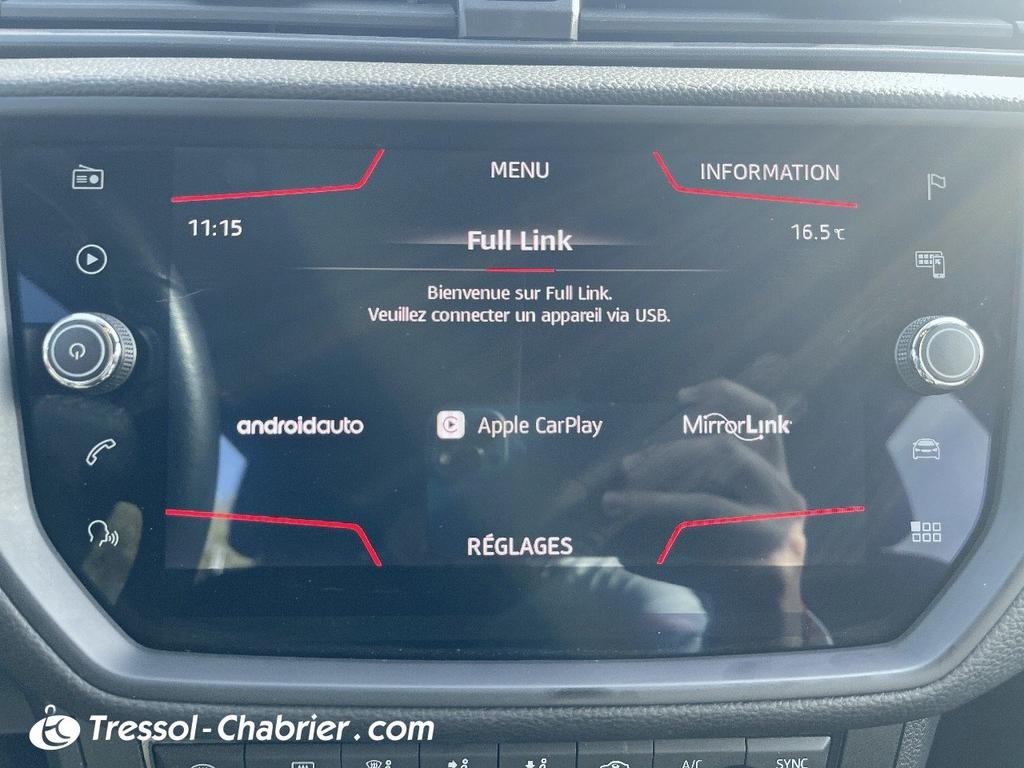 MENU
INFORMATION
11:15
16.5℃
Full Link
Bienvenue sur Full Link.
Veuillez connecter un appareil via USB.
androidauto
Apple CarPlay
MirrorLink
RÉGLAGES
Tressol-Chabrier.com
A/C
SYNC